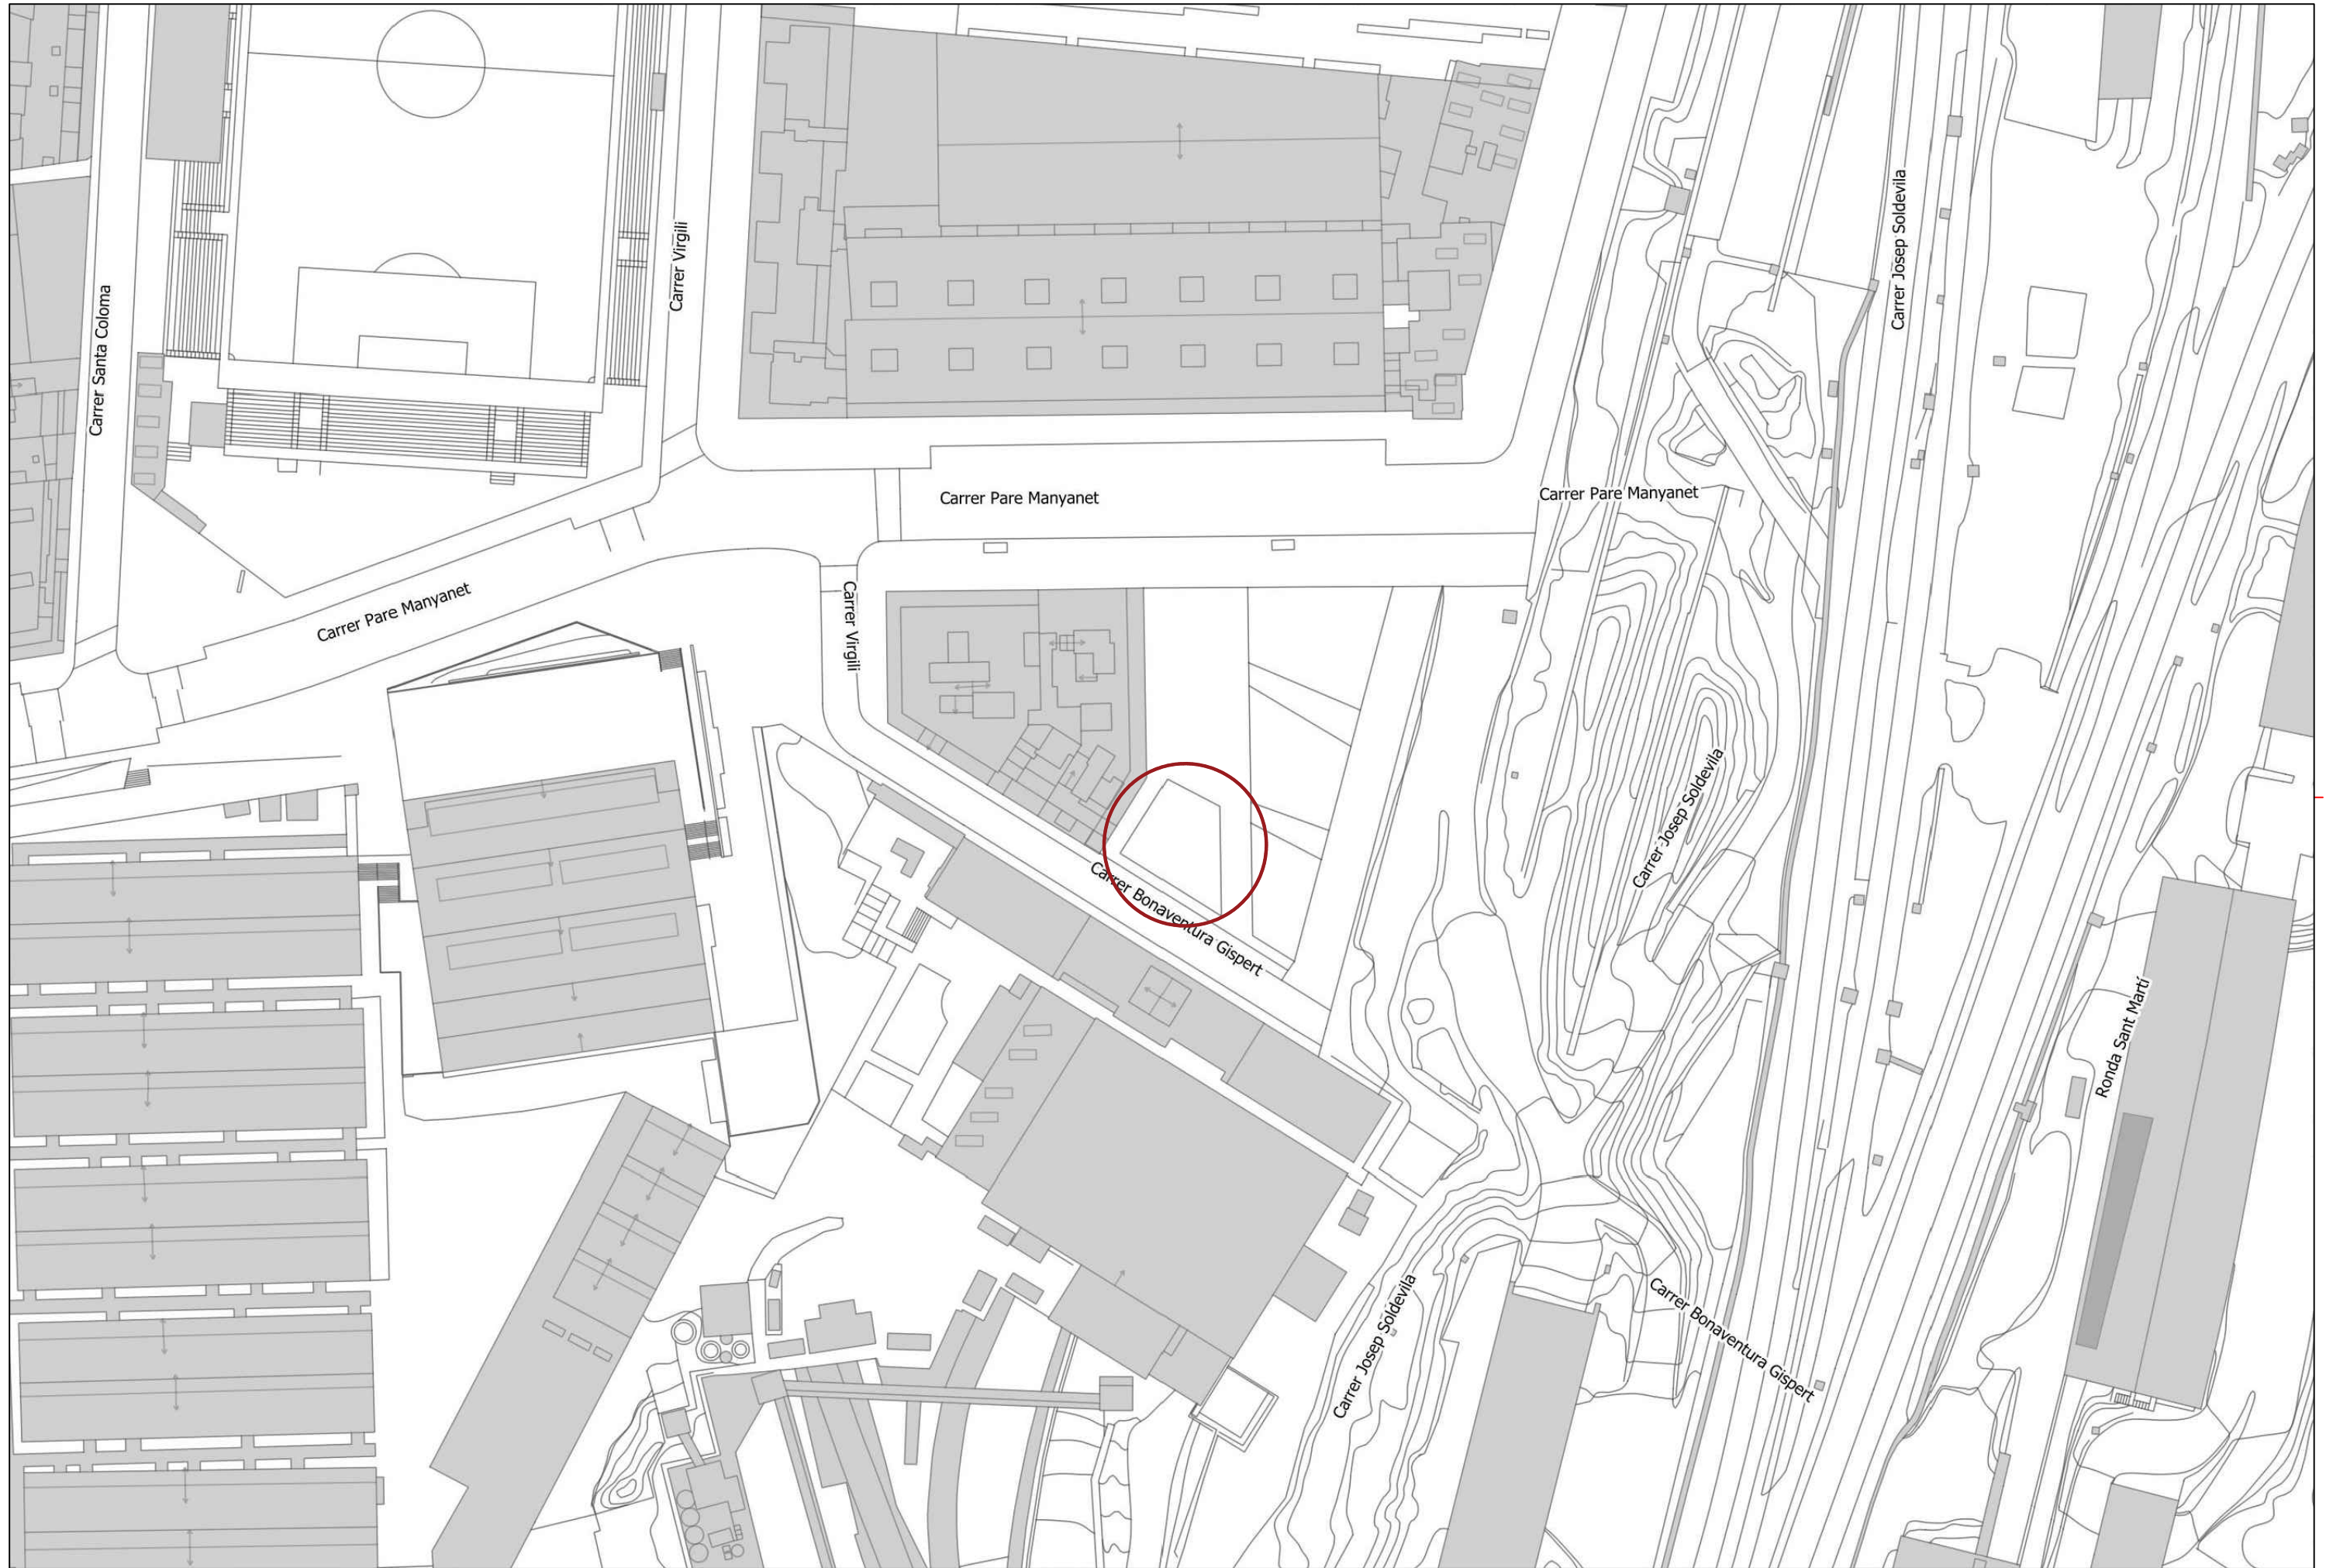 Carrer Santa Coloma
Carrer Virgili
Carrer Josep Soldevila
Carrer Pare Manyanet
Carrer Pare Manyanet
Carrer Pare Manyanet
Carrer Virgili
Carrer Josep Soldevila
Carrer Bonaventura Gispert
Ronda Sant Martí
Carrer Josep Soldevila
Carrer Bonaventura Gispert